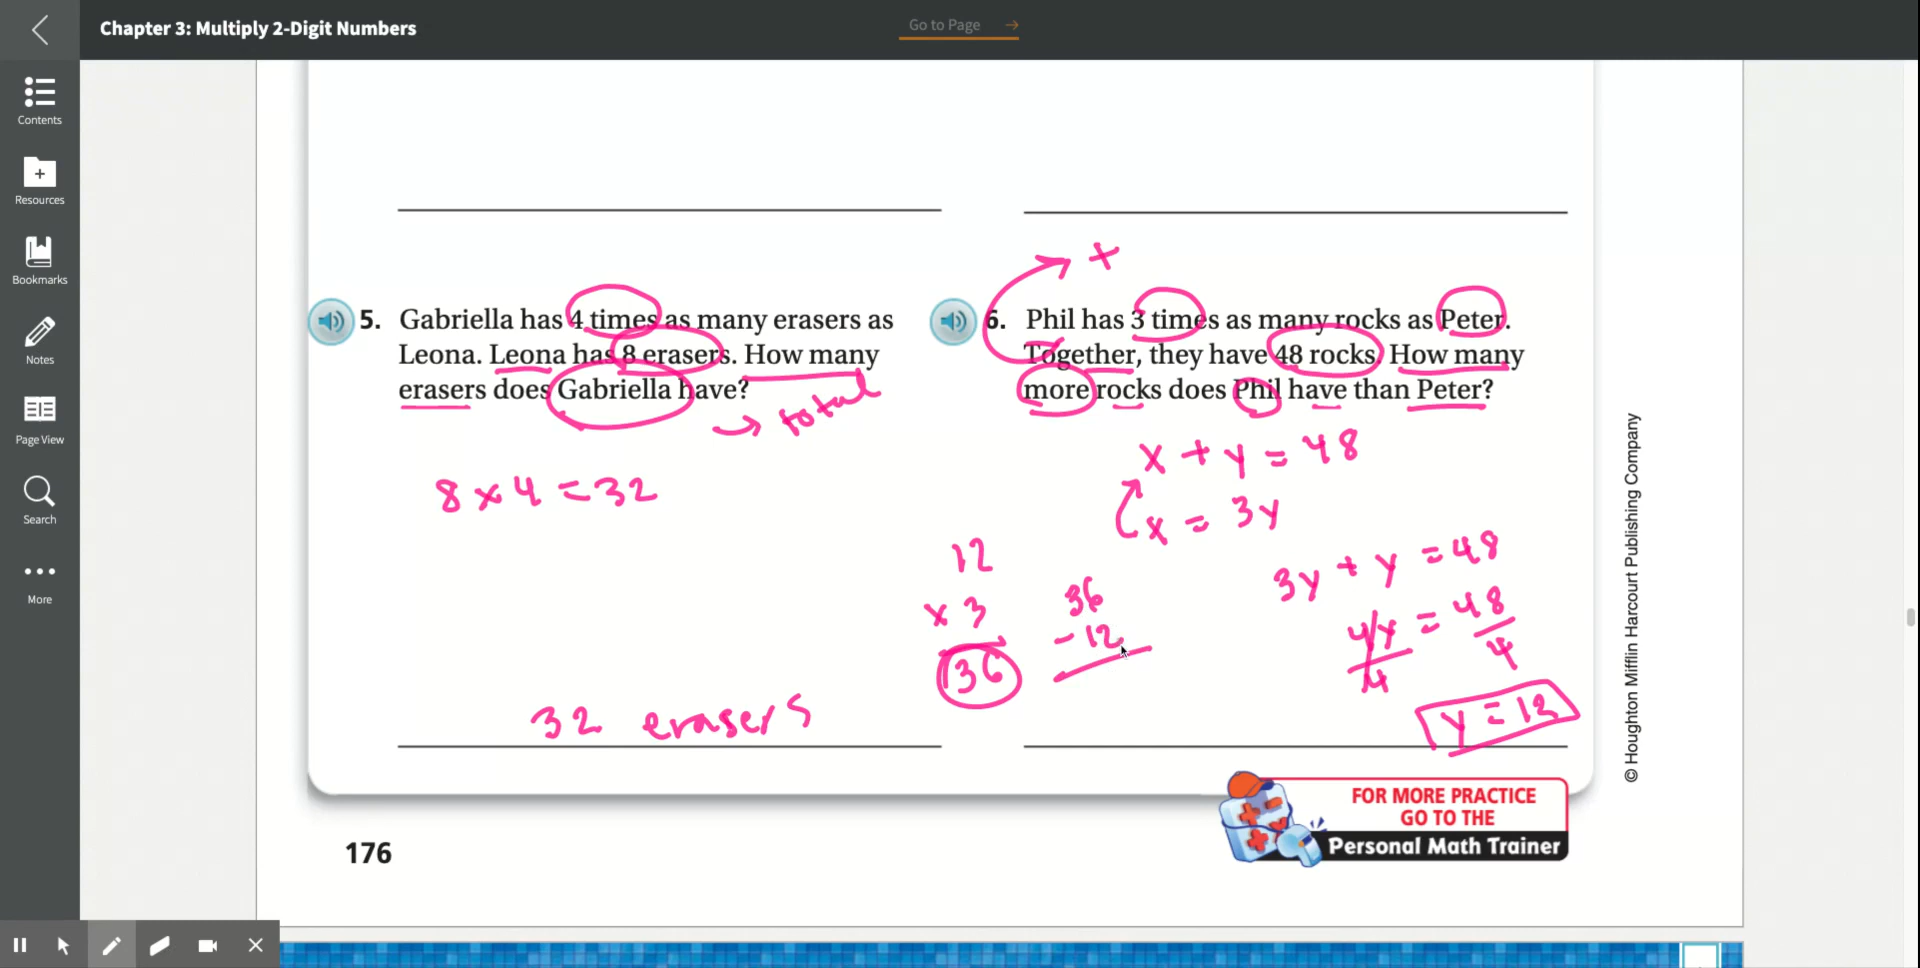 Chapter 3: Multiply 2-Digit Numbers
Go to Page →
Contents
Resources
Bookmarks
Notes
Page View
Search
More
5. Gabriella has 4 times as many erasers as
Leona. Leona has 8 erasers. How many
erasers does Gabriella have?
→ total
8 x 4 = 32
32 erasers
+
6. Phil has 3 times as many rocks as Peter.
Together, they have 48 rocks. How many
more rocks does Phil have than Peter?
x + y = 48
x = 3y
3y + y = 48
4y = 48
4 4
y = 12
12
x 3
36
36
- 12
© Houghton Mifflin Harcourt Publishing Company
FOR MORE PRACTICE
GO TO THE
Personal Math Trainer
176